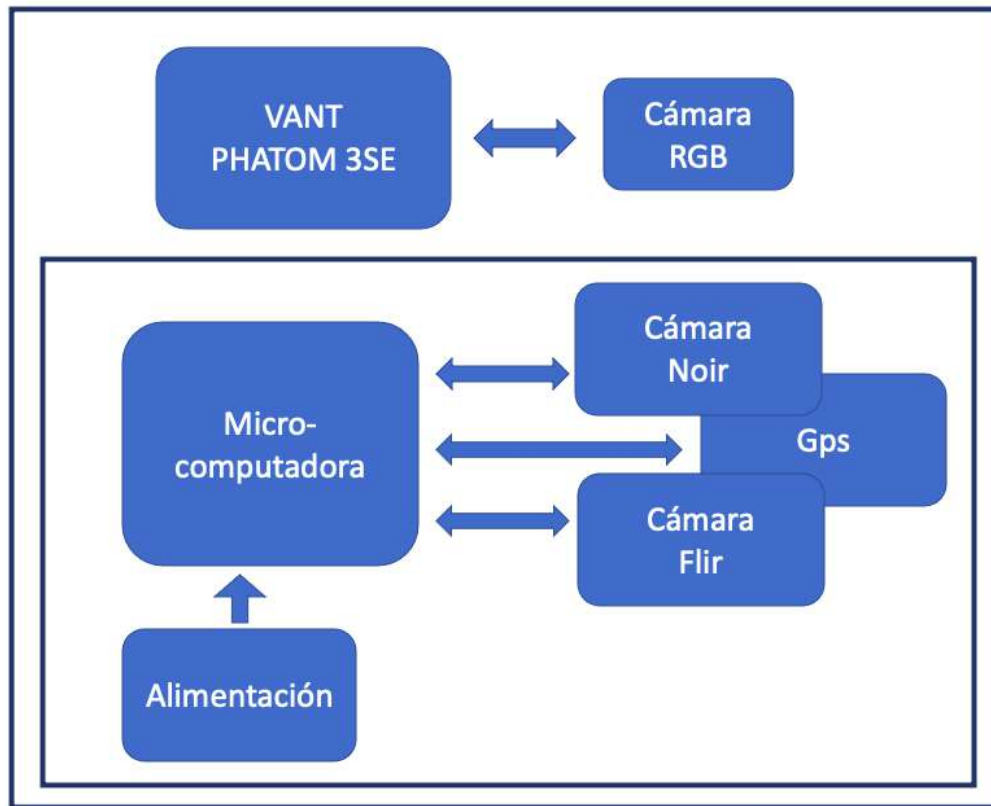 VANT
PHATOM 3SE
Cámara
RGB
Micro-
computadora
Cámara
Noir
Gps
Cámara
Flir
Alimentación